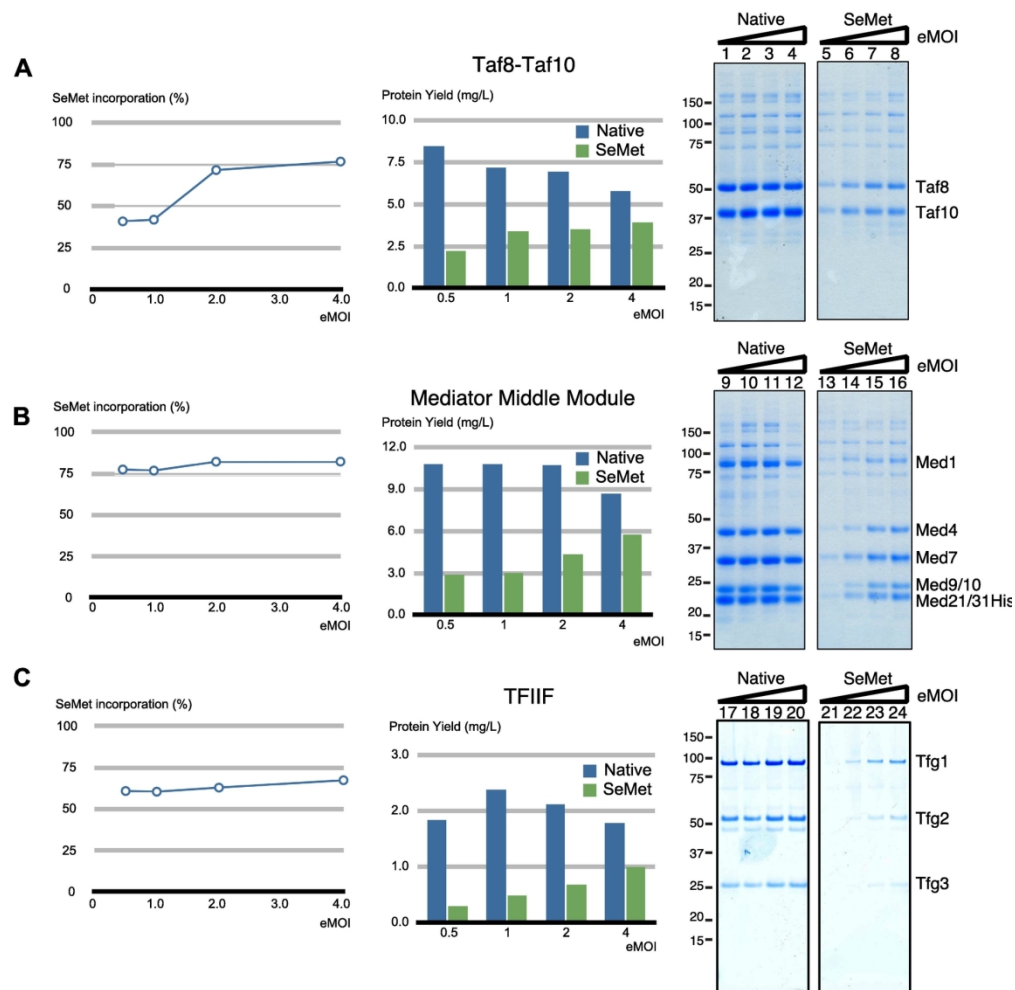 A
SeMet incorporation (%)
100
75
50
25
0
0 1.0 2.0 3.0 4.0
eMOI
Taf8-Taf10
Protein Yield (mg/L)
10.0
7.5
5.0
2.5
0.0
Native
SeMet
0.5 1 2 4
eMOI
Native SeMet eMOI
1 2 3 4 5 6 7 8
150
100
75
50
37
25
20
15
Taf8
Taf10
B
SeMet incorporation (%)
100
75
50
25
0
0 1.0 2.0 3.0 4.0
eMOI
Mediator Middle Module
Protein Yield (mg/L)
12.0
9.0
6.0
3.0
0.0
Native
SeMet
0.5 1 2 4
eMOI
Native SeMet eMOI
9 10 11 12 13 14 15 16
150
100
75
50
37
25
20
15
Med1
Med4
Med7
Med9/10
Med21/31His
C
SeMet incorporation (%)
100
75
50
25
0
0 1.0 2.0 3.0 4.0
eMOI
TFIIF
Protein Yield (mg/L)
3.0
2.0
1.0
0.0
Native
SeMet
0.5 1 2 4
eMOI
Native SeMet eMOI
17 18 19 20 21 22 23 24
150
100
75
50
37
25
20
15
Tfg1
Tfg2
Tfg3